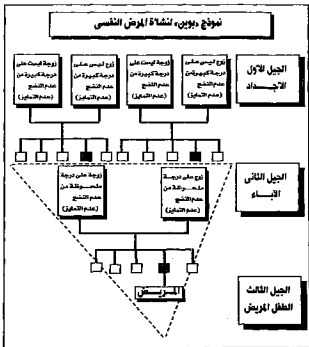 نموذج «بوين» لنشأة المرض النفسى
الجيل الأول
الأجداد
زوج ليس على
درجة كبيرة من
عدم النضج
(عدم التمايز)
زوجة ليست على
درجة كبيرة من
عدم النضج
(عدم التمايز)
زوج ليس على
درجة كبيرة من
عدم النضج
(عدم التمايز)
زوجة ليست على
درجة كبيرة من
عدم النضج
(عدم التمايز)
الجيل الثانى
الآباء
زوج على درجة
ملحوظة من
عدم النضج
(عدم التمايز)
زوجة على درجة
ملحوظة من
عدم النضج
(عدم التمايز)
الجيل الثالث
الطفل المريض
المريض